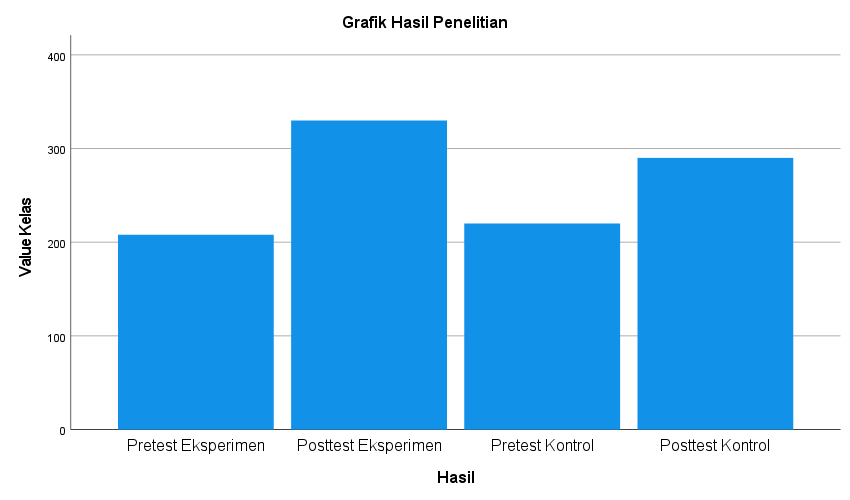 Grafik Hasil Penelitian
400
300
200
100
0
Value Kelas
Pretest Eksperimen
Posttest Eksperimen
Pretest Kontrol
Posttest Kontrol
Hasil